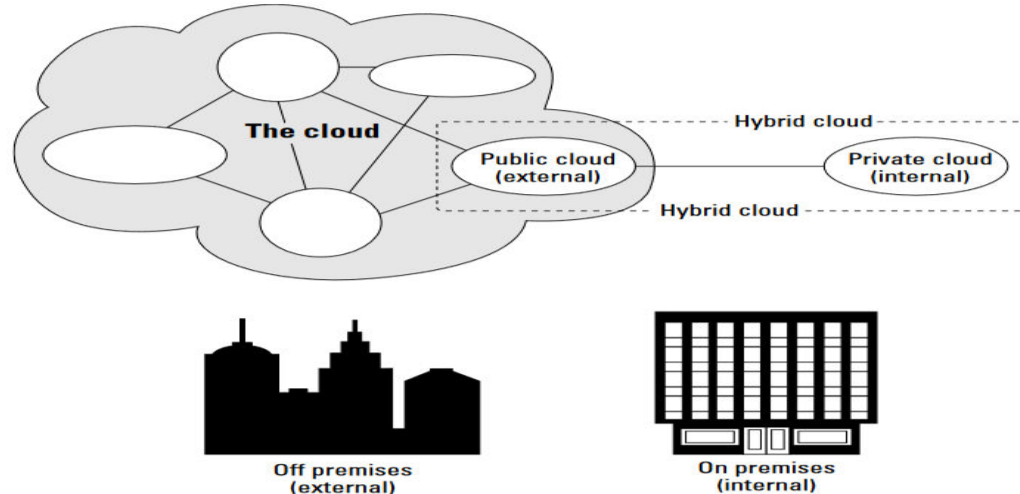 Hybrid cloud
The cloud
Public cloud
(external)
Private cloud
(internal)
Hybrid cloud
Off premises
(external)
On premises
(internal)